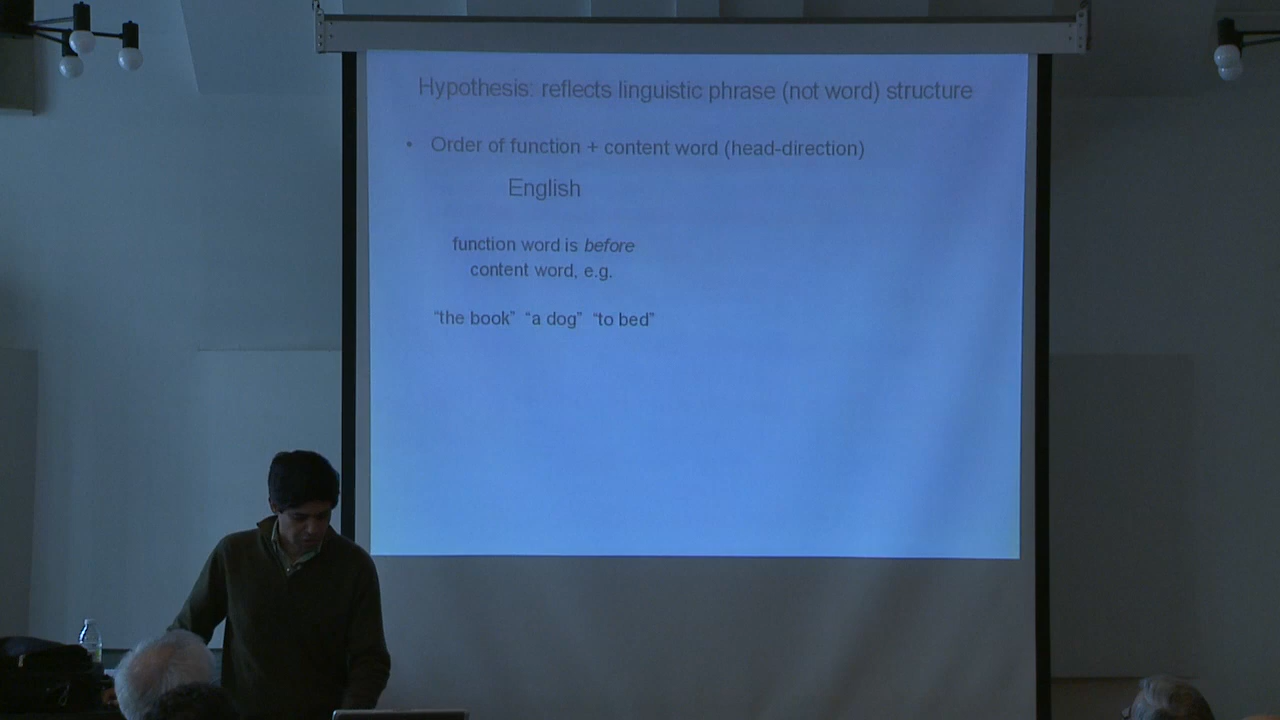 Hypothesis: reflects linguistic phrase (not word) structure
• Order of function + content word (head-direction)
English
function word is before
content word, e.g.
“the book” “a dog” “to bed”